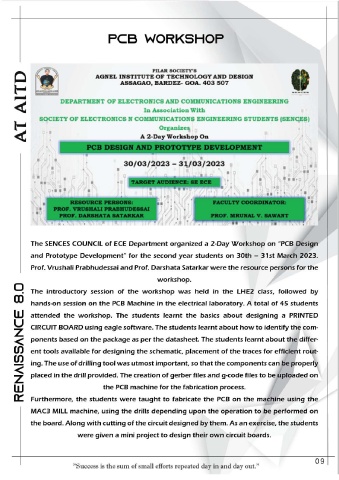 PCB WORKSHOP
AT AITD
RENAISSANCE 8.0
PILAR SOCIETY'S
AGNEL INSTITUTE OF TECHNOLOGY AND DESIGN
ASSAGAO, BARDEZ- GOA. 403 507
DEPARTMENT OF ELECTRONICS AND COMMUNICATIONS ENGINEERING
In Association With
SOCIETY OF ELECTRONICS N COMMUNICATIONS ENGINEERING STUDENTS (SENCES)
Organizes
A 2-Day Workshop On
PCB DESIGN AND PROTOTYPE DEVELOPMENT
30/03/2023 – 31/03/2023
TARGET AUDIENCE: SE ECE
RESOURCE PERSONS:
PROF. VRUSHALI PRABHUDESSAI
PROF. DARSHATA SATARKAR
FACULTY COORDINATOR:
PROF. MRUNAL V. SAWANT
The SENCES COUNCIL of ECE Department organized a 2-Day Workshop on "PCB Design
and Prototype Development" for the second year students on 30th – 31st March 2023.
Prof. Vrushali Prabhudessai and Prof. Darshata Satarkar were the resource persons for the
workshop.
The introductory session of the workshop was held in the LHE2 class, followed by
hands-on session on the PCB Machine in the electrical laboratory. A total of 45 students
attended the workshop. The students learnt the basics about designing a PRINTED
CIRCUIT BOARD using eagle software. The students learnt about how to identify the com-
ponents based on the package as per the datasheet. The students learnt about the differ-
ent tools available for designing the schematic, placement of the traces for efficient rout-
ing. The use of drilling tool was utmost important, so that the components can be properly
placed in the drill provided. The creation of gerber files and g-code files to be uploaded on
the PCB machine for the fabrication process.
Furthermore, the students were taught to fabricate the PCB on the machine using the
MAC3 MILL machine, using the drills depending upon the operation to be performed on
the board. Along with cutting of the circuit designed by them. As an exercise, the students
were given a mini project to design their own circuit boards.
"Success is the sum of small efforts repeated day in and day out."
09